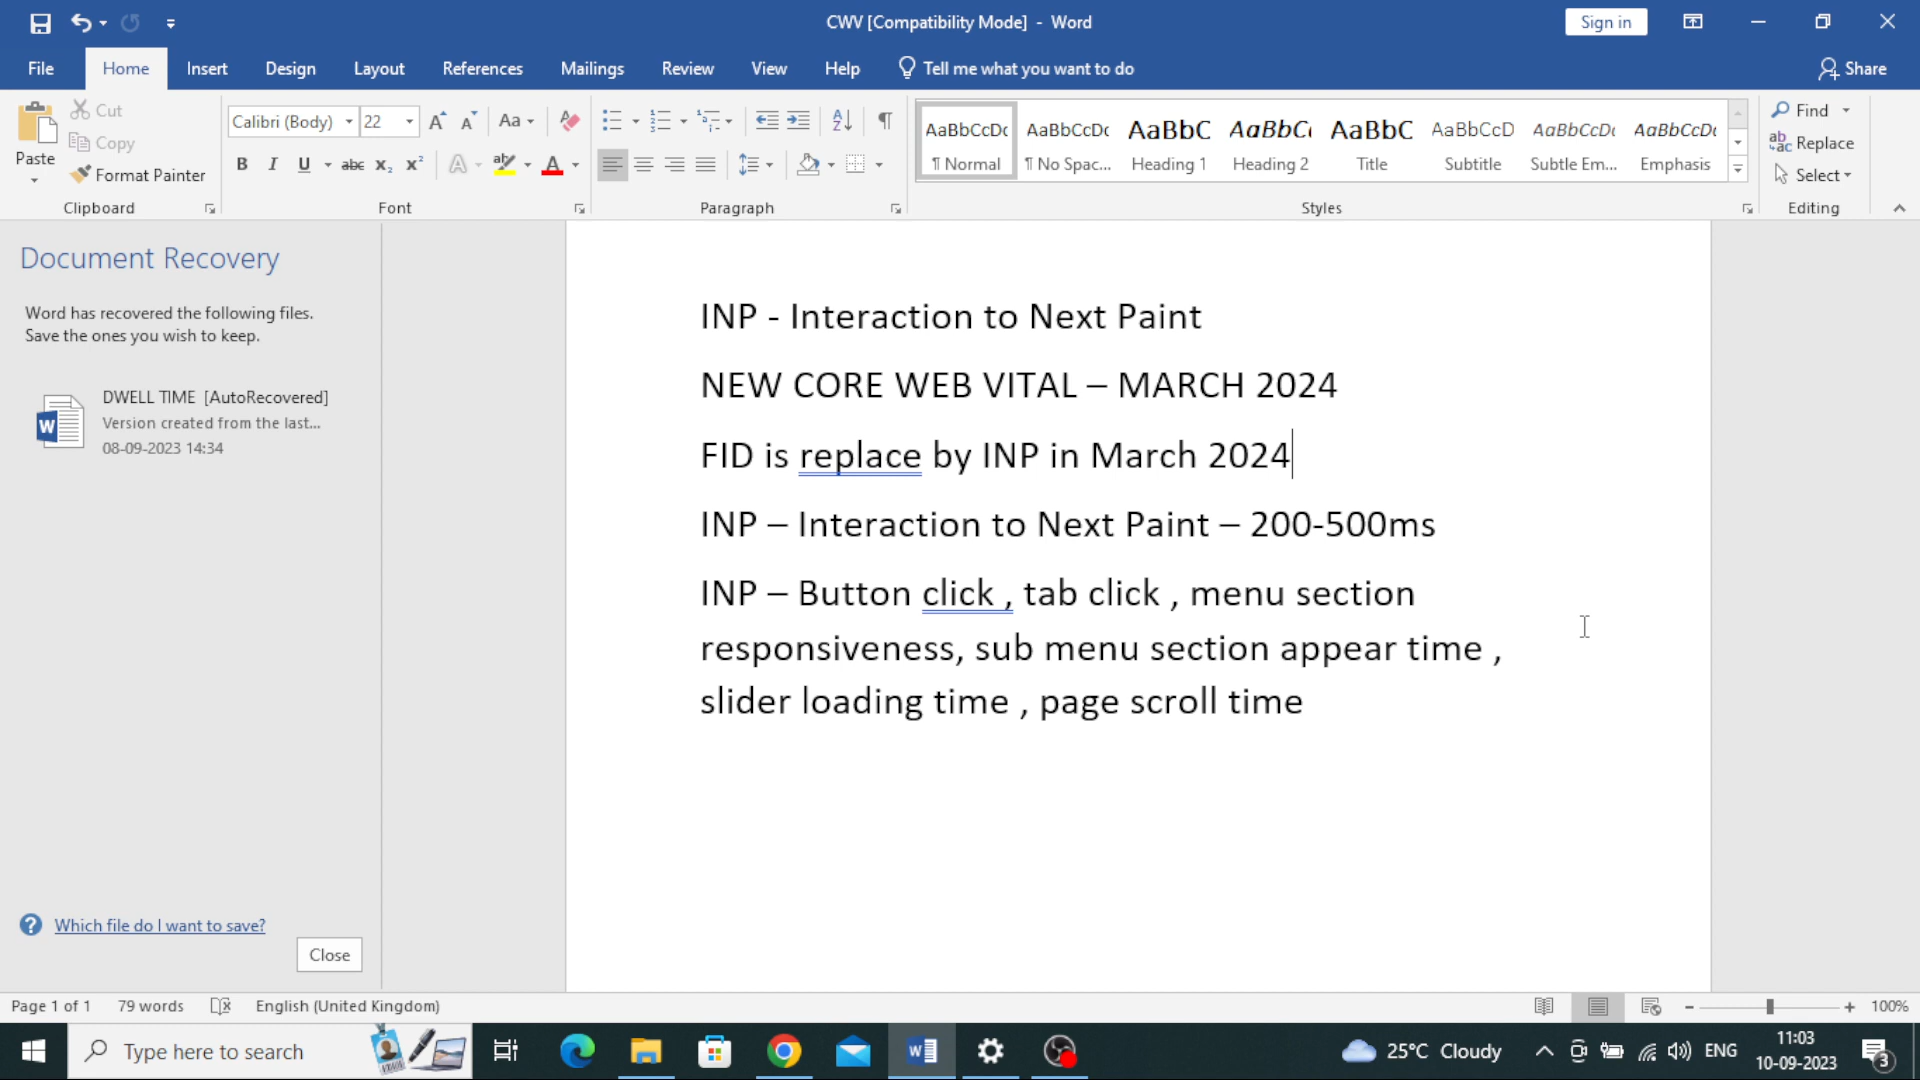 CWV [Compatibility Mode] - Word
Sign in
File Home Insert Design Layout References Mailings Review View Help Tell me what you want to do Share
Paste
Cut
Copy
Format Painter
Clipboard
Calibri (Body) 22
Aa
B I U abc X₂ X²
A A
Font
Paragraph
AaBbCcDc AaBbCcDc AaBbC AaBbC AaBbC AaBbCcD AaBbCcDc AaBbCcDc
¶ Normal ¶ No Spac... Heading 1 Heading 2 Title Subtitle Subtle Em... Emphasis
Styles
Find
Replace
Select
Editing
Document Recovery
Word has recovered the following files.
Save the ones you wish to keep.
DWELL TIME [AutoRecovered]
Version created from the last...
08-09-2023 14:34
Which file do I want to save?
Close
INP - Interaction to Next Paint
NEW CORE WEB VITAL – MARCH 2024
FID is replace by INP in March 2024
INP – Interaction to Next Paint – 200-500ms
INP – Button click , tab click , menu section
responsiveness, sub menu section appear time ,
slider loading time , page scroll time
Page 1 of 1 79 words English (United Kingdom) 100%
Type here to search
25°C Cloudy
ENG
11:03
10-09-2023
3